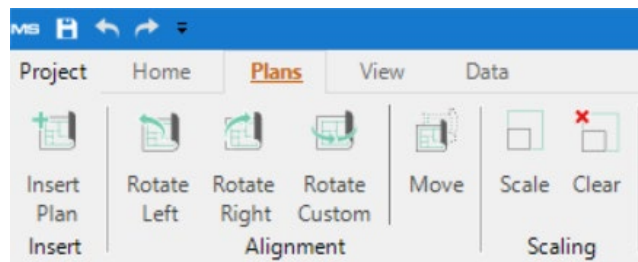 MS
Project Home Plans View Data
Insert Rotate Rotate Rotate Move Scale Clear
Plan Left Right Custom
Insert Alignment Scaling